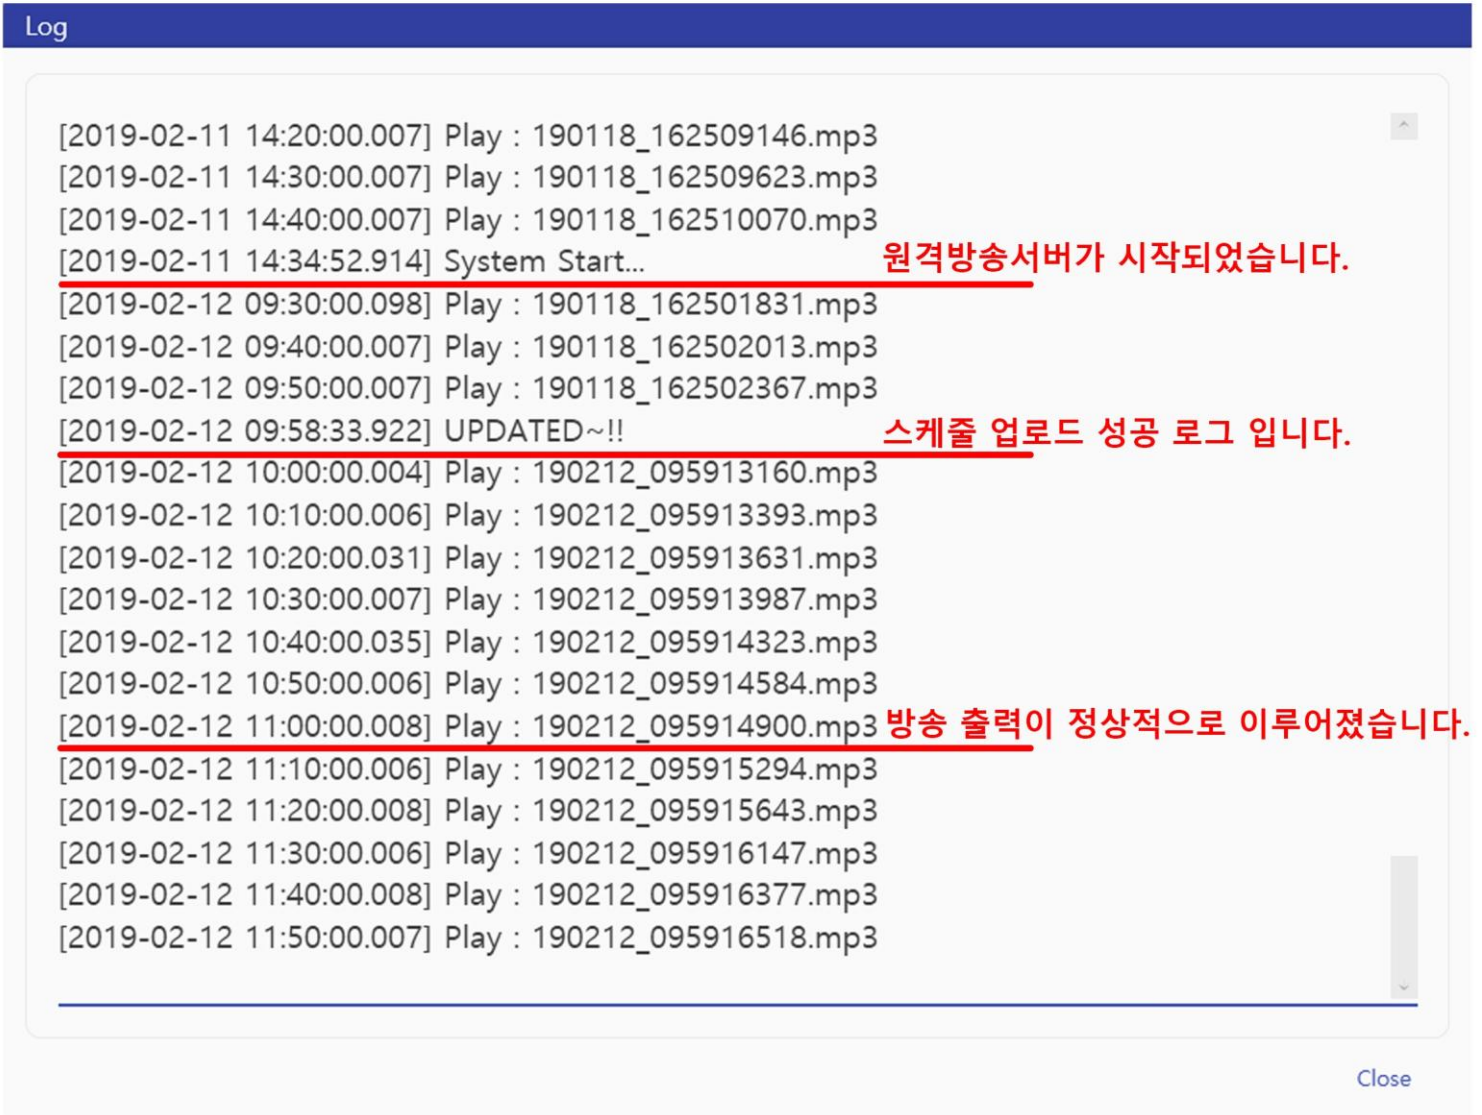 Log
[2019-02-11 14:20:00.007] Play : 190118_162509146.mp3
[2019-02-11 14:30:00.007] Play : 190118_162509623.mp3
[2019-02-11 14:40:00.007] Play : 190118_162510070.mp3
[2019-02-11 14:34:52.914] System Start... 원격방송서버가 시작되었습니다.
[2019-02-12 09:30:00.098] Play : 190118_162501831.mp3
[2019-02-12 09:40:00.007] Play : 190118_162502013.mp3
[2019-02-12 09:50:00.007] Play : 190118_162502367.mp3
[2019-02-12 09:58:33.922] UPDATED~!! 스케줄 업로드 성공 로그 입니다.
[2019-02-12 10:00:00.004] Play : 190212_095913160.mp3
[2019-02-12 10:10:00.006] Play : 190212_095913393.mp3
[2019-02-12 10:20:00.031] Play : 190212_095913631.mp3
[2019-02-12 10:30:00.007] Play : 190212_095913987.mp3
[2019-02-12 10:40:00.035] Play : 190212_095914323.mp3
[2019-02-12 10:50:00.006] Play : 190212_095914584.mp3
[2019-02-12 11:00:00.008] Play : 190212_095914900.mp3 방송 출력이 정상적으로 이루어졌습니다.
[2019-02-12 11:10:00.006] Play : 190212_095915294.mp3
[2019-02-12 11:20:00.008] Play : 190212_095915643.mp3
[2019-02-12 11:30:00.006] Play : 190212_095916147.mp3
[2019-02-12 11:40:00.008] Play : 190212_095916377.mp3
[2019-02-12 11:50:00.007] Play : 190212_095916518.mp3
Close